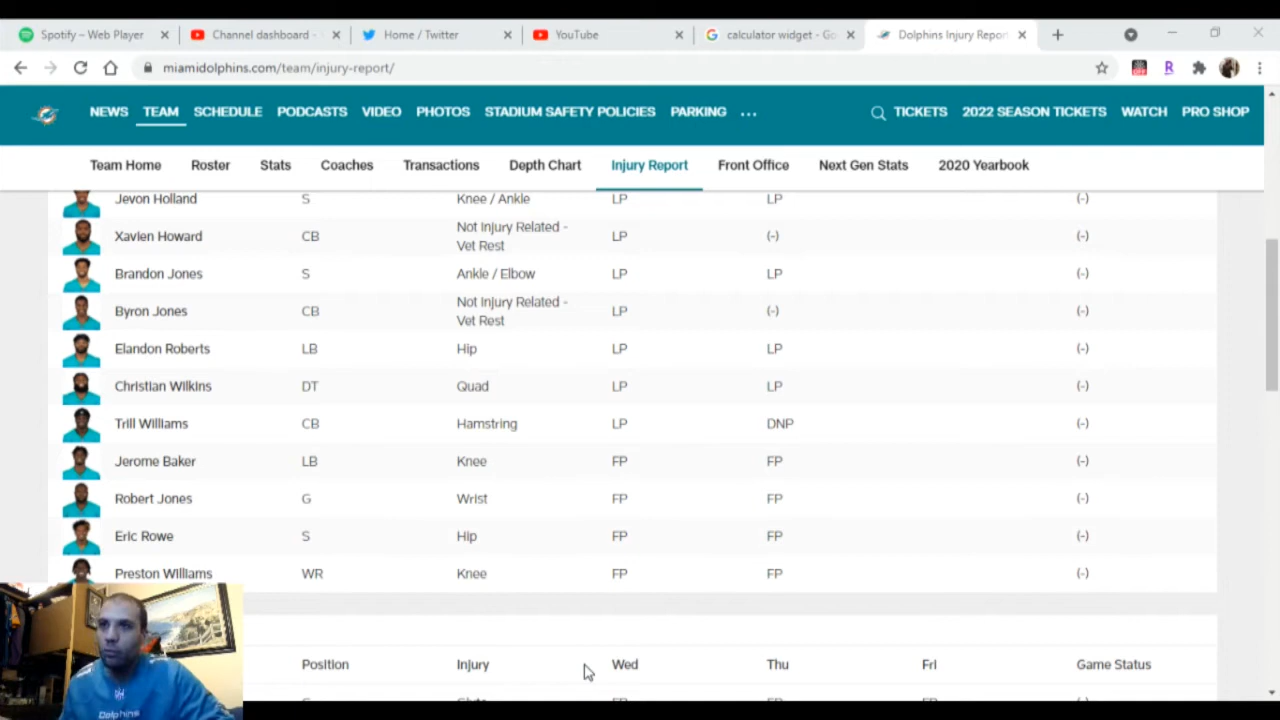 Spotify – Web Player
Channel dashboard -
Home / Twitter
YouTube
calculator widget - Go
Dolphins Injury Repor
miamidolphins.com/team/injury-report/
OFF
R
NEWS TEAM SCHEDULE PODCASTS VIDEO PHOTOS STADIUM SAFETY POLICIES PARKING ... TICKETS 2022 SEASON TICKETS WATCH PRO SHOP
Team Home Roster Stats Coaches Transactions Depth Chart Injury Report Front Office Next Gen Stats 2020 Yearbook
Jevon Holland S Knee / Ankle LP LP (-)
Xavien Howard CB Not Injury Related - Vet Rest LP (-) (-)
Brandon Jones S Ankle / Elbow LP LP (-)
Byron Jones CB Not Injury Related - Vet Rest LP (-) (-)
Elandon Roberts LB Hip LP LP (-)
Christian Wilkins DT Quad LP LP (-)
Trill Williams CB Hamstring LP DNP (-)
Jerome Baker LB Knee FP FP (-)
Robert Jones G Wrist FP FP (-)
Eric Rowe S Hip FP FP (-)
Preston Williams WR Knee FP FP (-)
Position Injury Wed Thu Fri Game Status
NFL
Dolphins